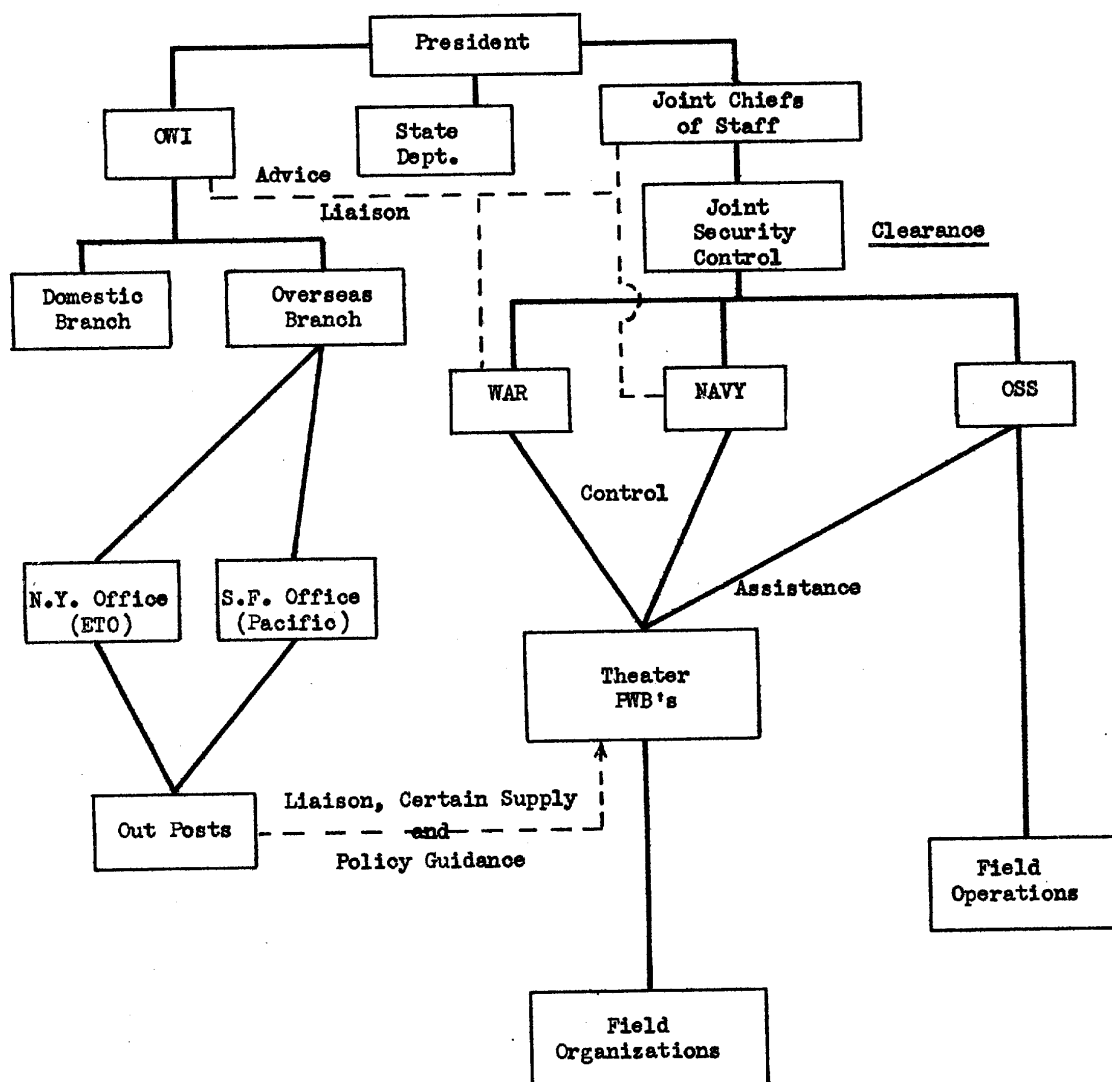 President
OWI
State
Dept.
Joint Chiefs
of Staff
Advice
Liaison
Joint
Security
Control
Clearance
Domestic
Branch
Overseas
Branch
WAR
NAVY
OSS
Control
N.Y. Office
(ETO)
S.F. Office
(Pacific)
Assistance
Theater
PWB's
Out Posts
Liaison, Certain Supply
and
Policy Guidance
Field
Operations
Field
Organizations